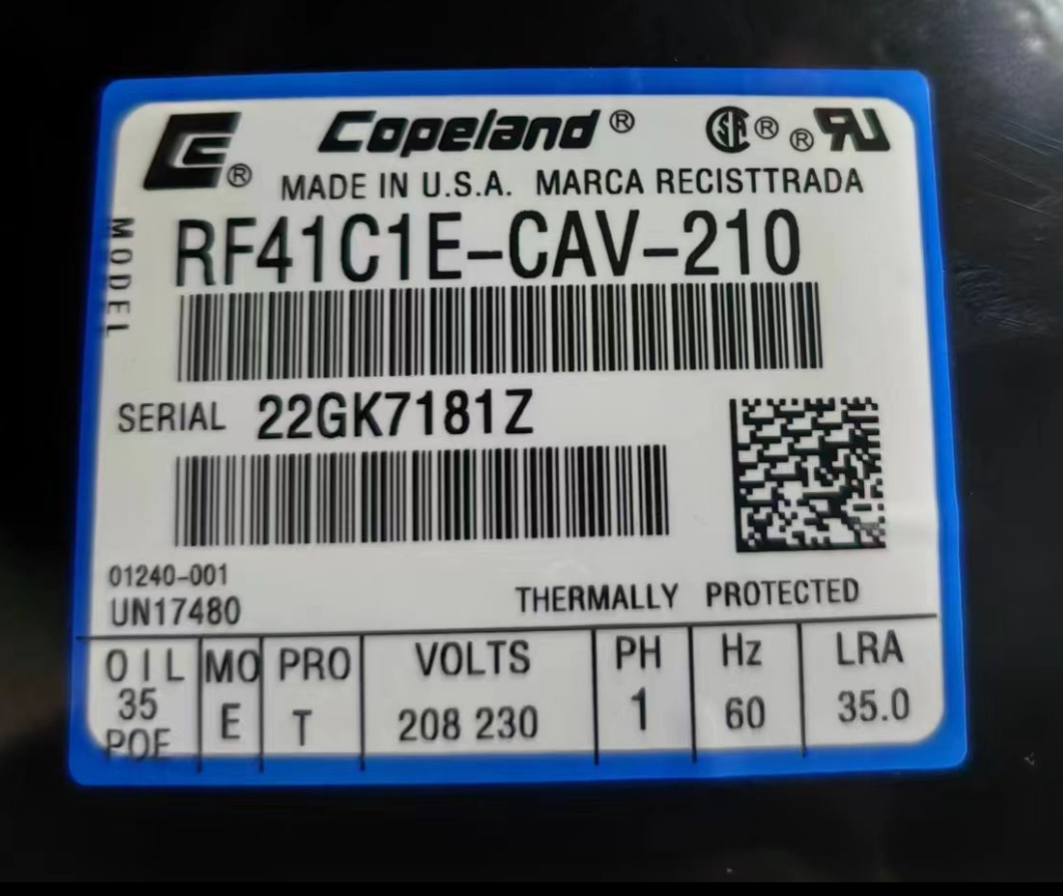 Copeland®
MADE IN U.S.A. MARCA RECISTTRADA
MODEL
RF41C1E-CAV-210
SERIAL 22GK7181Z
01240-001
UN17480
THERMALLY PROTECTED
OIL MO PRO VOLTS PH Hz LRA
35 POE E T 208 230 1 60 35.0